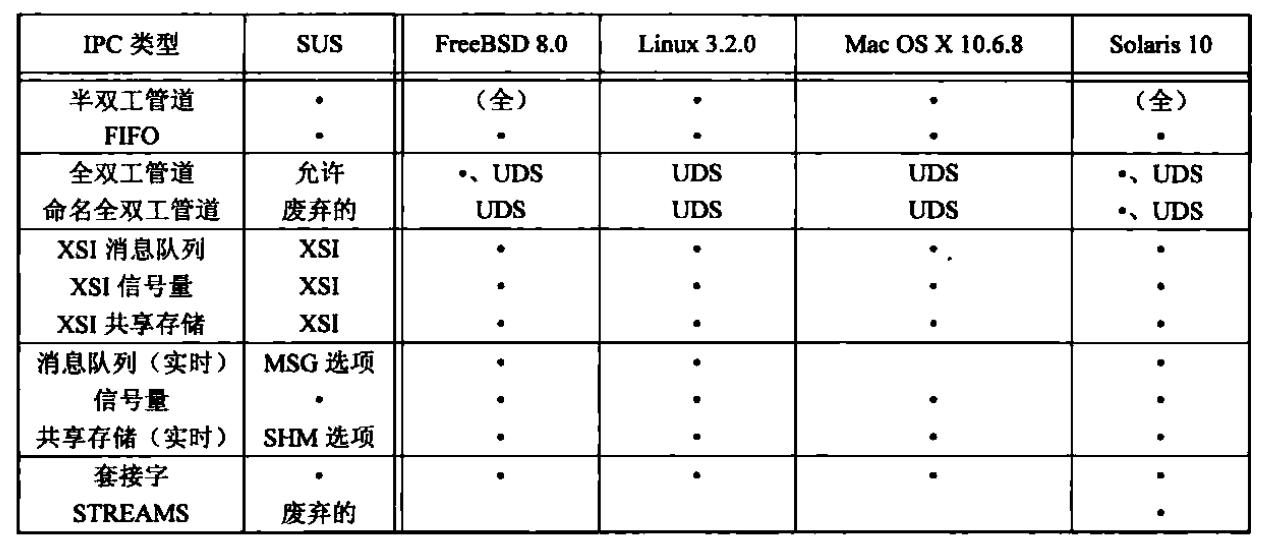 IPC 类型 SUS FreeBSD 8.0 Linux 3.2.0 Mac OS X 10.6.8 Solaris 10
半双工管道 • （全） • • （全）
FIFO • • • • •
全双工管道 允许 •、UDS UDS UDS •、UDS
命名全双工管道 废弃的 UDS UDS UDS •、UDS
XSI 消息队列 XSI • • • •
XSI 信号量 XSI • • • •
XSI 共享存储 XSI • • • •
消息队列（实时） MSG 选项 • • •
信号量 • • • • •
共享存储（实时） SHM 选项 • • • •
套接字 • • • • •
STREAMS 废弃的 •